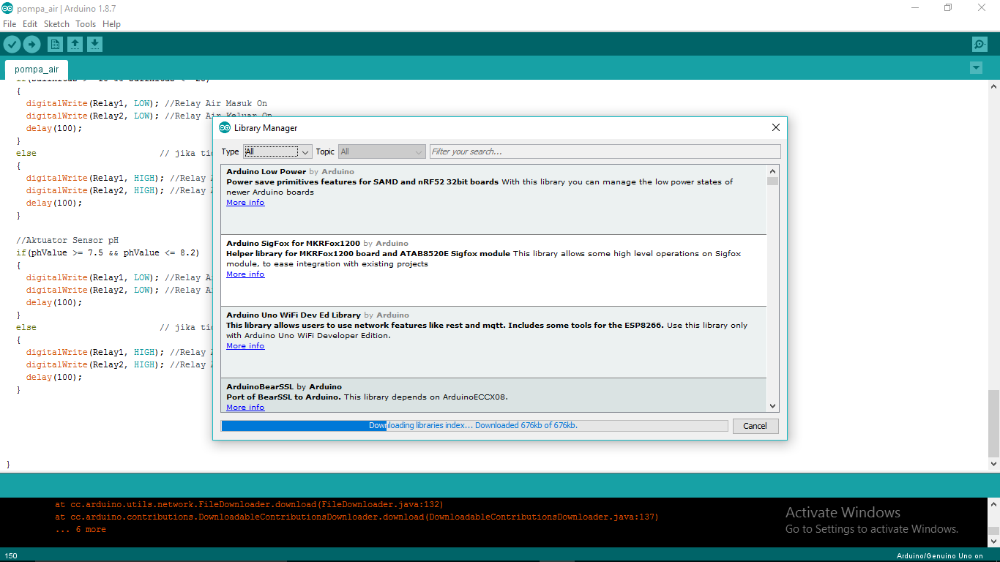 pompa_air | Arduino 1.8.7
File Edit Sketch Tools Help
pompa_air
{
digitalWrite(Relay1, LOW); //Relay Air Masuk On
digitalWrite(Relay2, LOW); //Relay Air Keluar On
delay(100);
}
else // jika
{
digitalWrite(Relay1, HIGH); //Relay
digitalWrite(Relay2, HIGH); //Relay
delay(100);
}
//Aktuator Sensor pH
if(phValue >= 7.5 && phValue <= 8.2)
{
digitalWrite(Relay1, LOW); //Relay
digitalWrite(Relay2, LOW); //Relay
delay(100);
}
else // jika
{
digitalWrite(Relay1, HIGH); //Relay
digitalWrite(Relay2, HIGH); //Relay
delay(100);
}
}
Library Manager
Type All Topic All Filter your search...
Arduino Low Power by Arduino
Power save primitives features for SAMD and nRF52 32bit boards With this library you can manage the low power states of
newer Arduino boards
More info
Arduino SigFox for MKRFox1200 by Arduino
Helper library for MKRFox1200 board and ATAB8520E Sigfox module This library allows some high level operations on Sigfox
module, to ease integration with existing projects
More info
Arduino Uno WiFi Dev Ed Library by Arduino
This library allows users to use network features like rest and mqtt. Includes some tools for the ESP8266. Use this library only
with Arduino Uno WiFi Developer Edition.
More info
ArduinoBearSSL by Arduino
Port of BearSSL to Arduino. This library depends on ArduinoECCX08.
More info
Downloading libraries index... Downloaded 676kb of 676kb.
Cancel
at cc.arduino.utils.network.FileDownloader.download(FileDownloader.java:132)
at cc.arduino.contributions.DownloadableContributionsDownloader.download(DownloadableContributionsDownloader.java:137)
... 6 more
Activate Windows
Go to Settings to activate Windows.
150
Arduino/Genuino Uno on